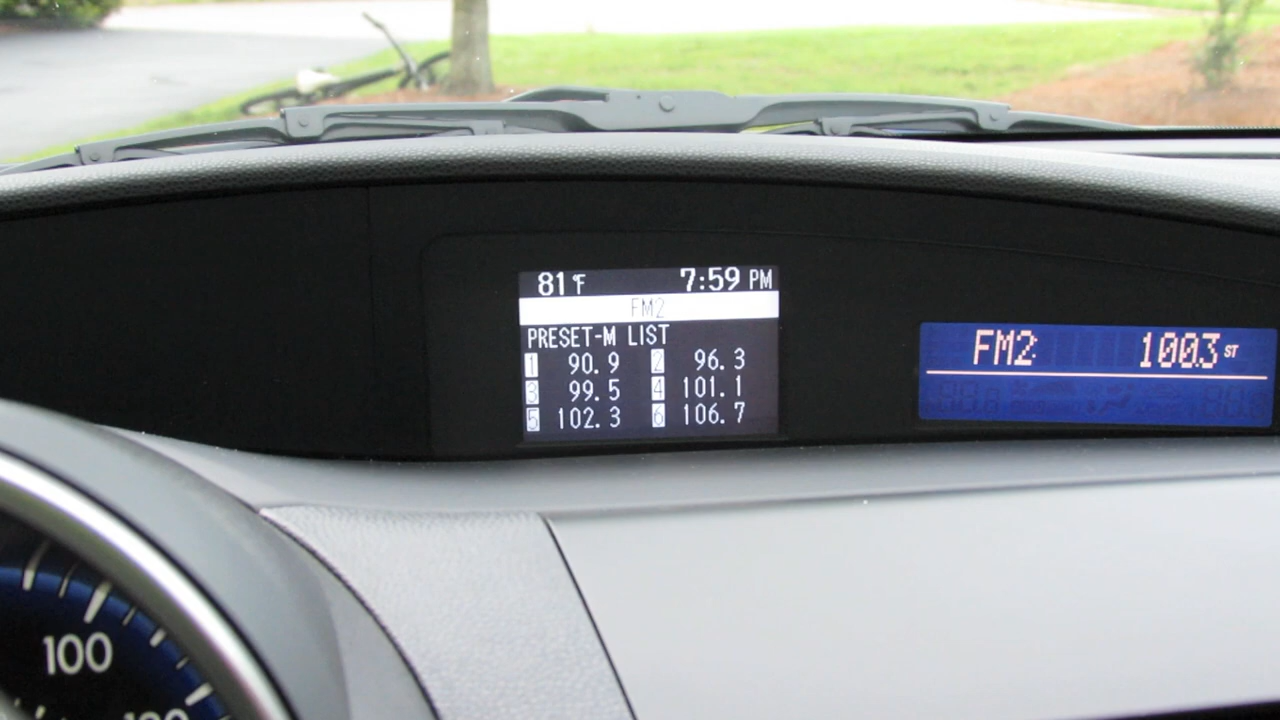 81°F 7:59 PM
FM2
PRESET-M LIST
1 90.9 2 96.3
3 99.5 4 101.1
5 102.3 6 106.7
FM2 100.3 ST
100
120